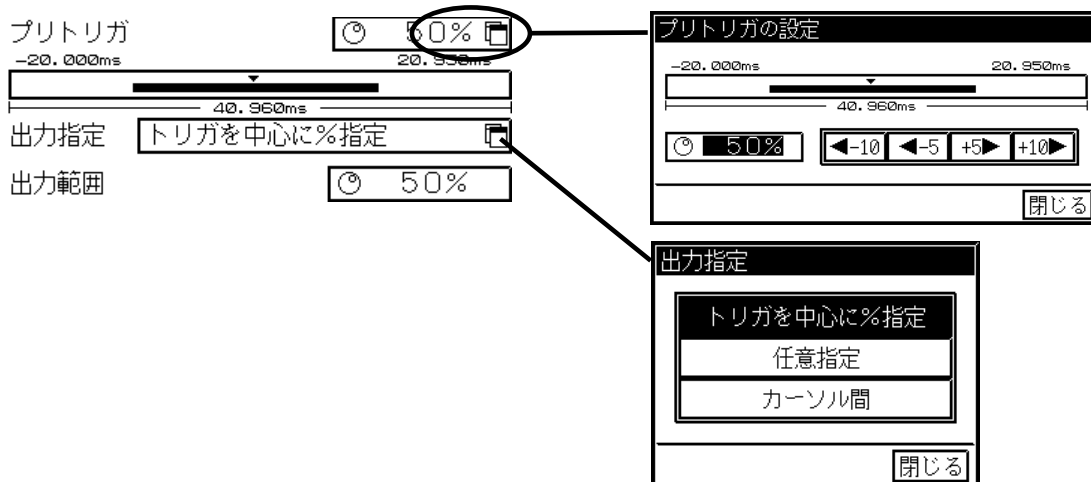 プリトリガ 50%
-20.000ms 20.950ms
40.960ms
出力指定 トリガを中心に%指定
出力範囲 50%
プリトリガの設定
-20.000ms 20.950ms
40.960ms
50% ◀-10 ◀-5 +5▶ +10▶
閉じる
出力指定
トリガを中心に%指定
任意指定
カーソル間
閉じる